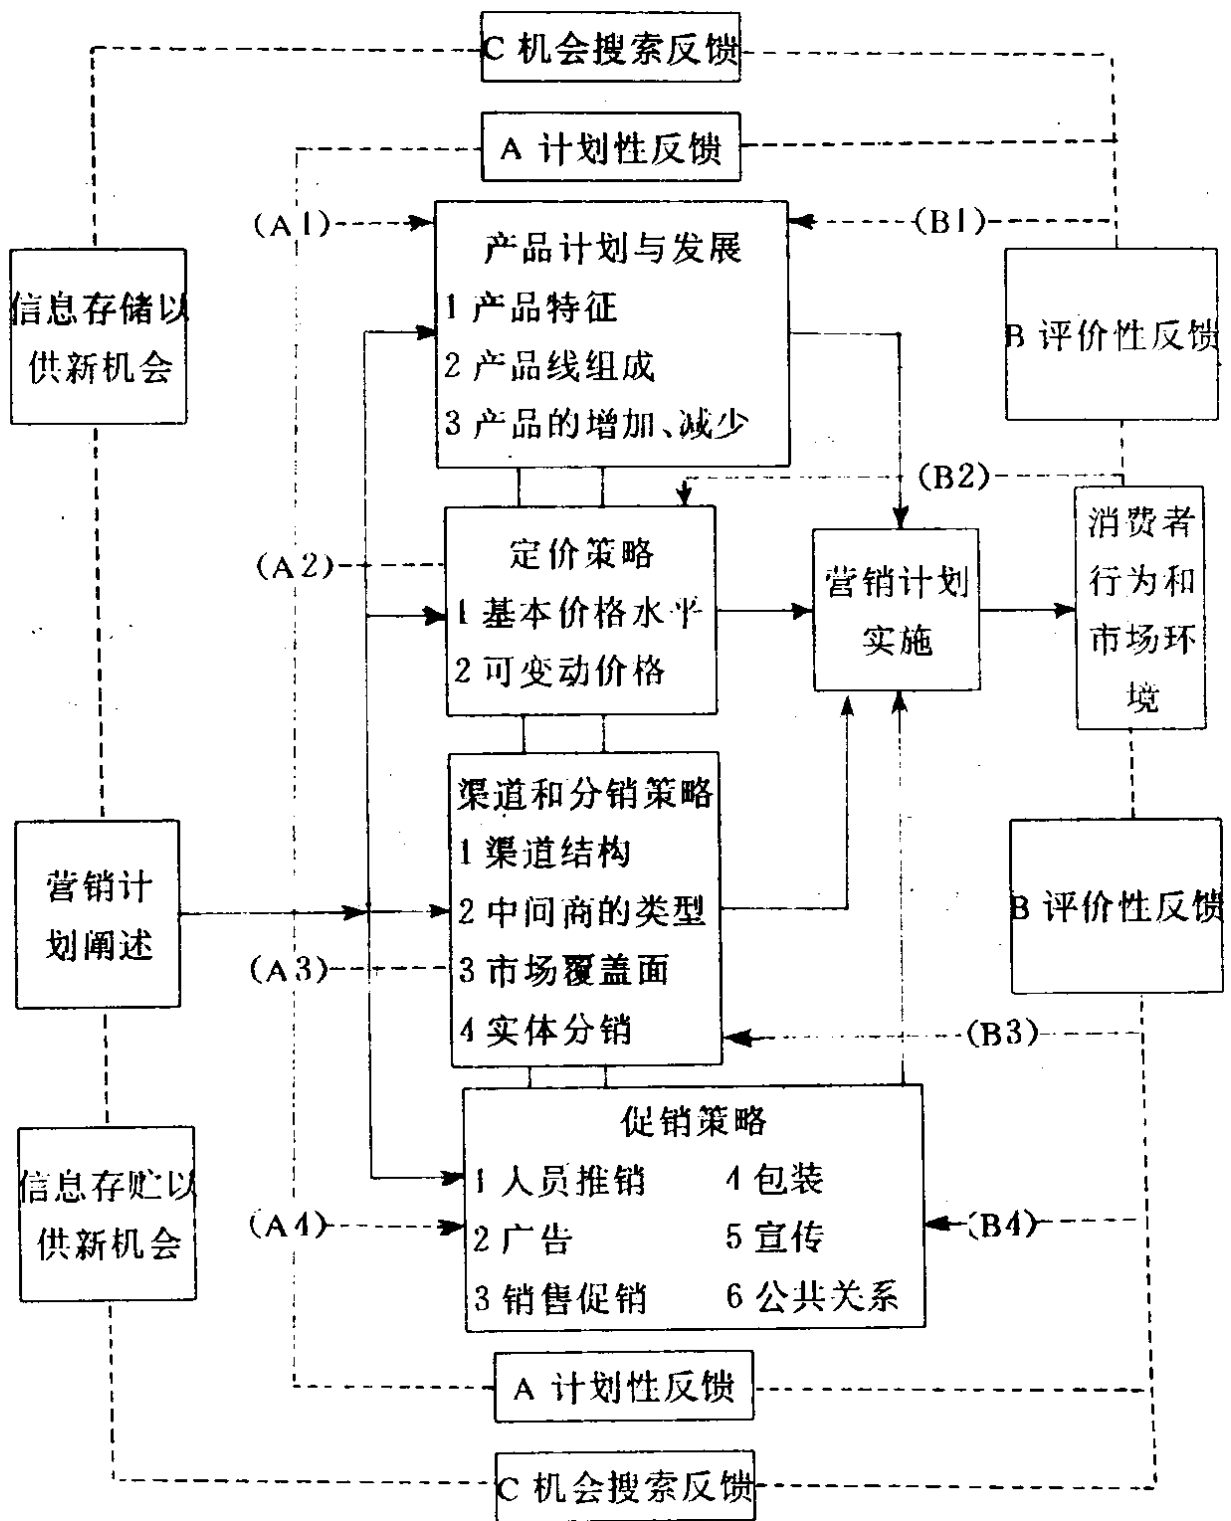 C 机会搜索反馈
A 计划性反馈
(A1)
(B1)
产品计划与发展
1 产品特征
2 产品线组成
3 产品的增加、减少
信息存储以
供新机会
B 评价性反馈
(B2)
(A2)
定价策略
1 基本价格水平
2 可变动价格
营销计划
实施
消费者
行为和
市场环
境
渠道和分销策略
1 渠道结构
2 中间商的类型
3 市场覆盖面
4 实体分销
营销计
划阐述
(A3)
B 评价性反馈
(B3)
促销策略
1 人员推销
2 广告
3 销售促销
4 包装
5 宣传
6 公共关系
信息存贮以
供新机会
(A4)
(B4)
A 计划性反馈
C 机会搜索反馈